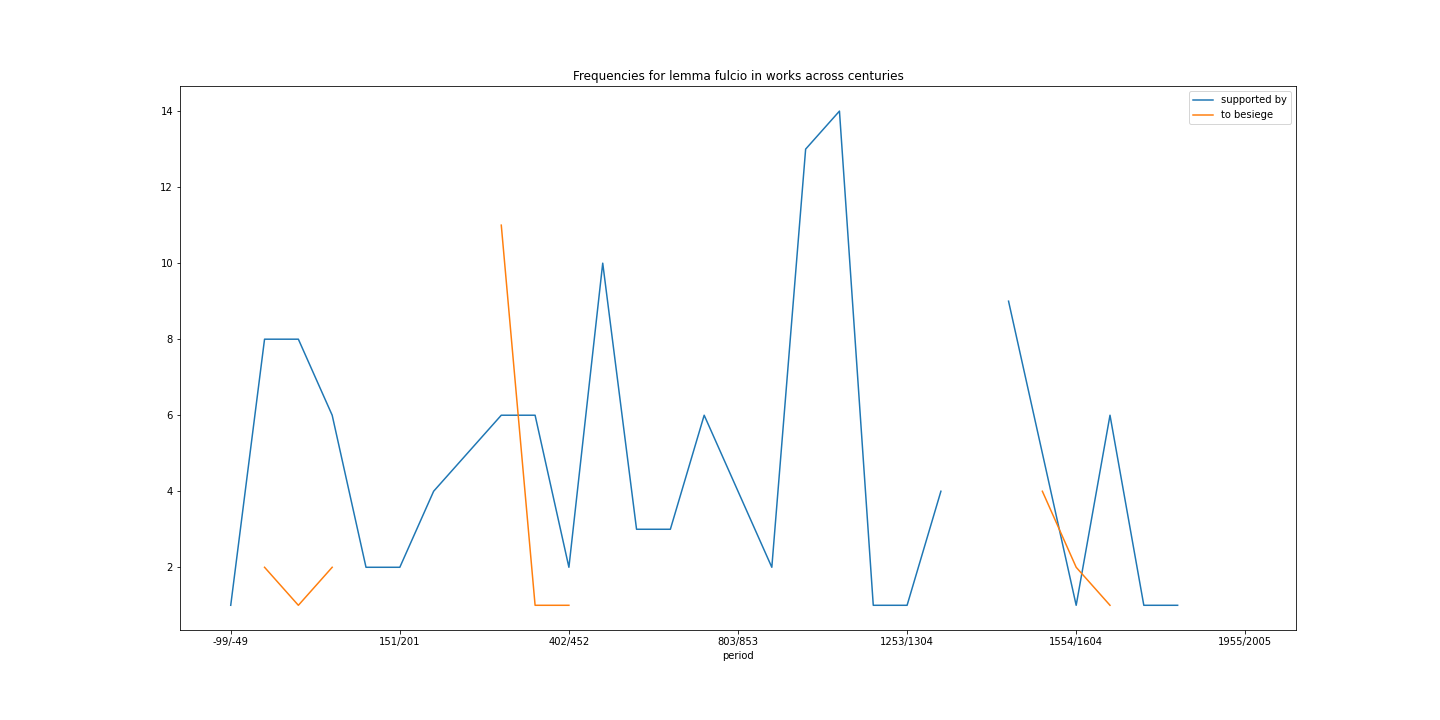 Frequencies for lemma fulcio in works across centuries
supported by
to besiege
14
12
10
8
6
4
2
-99/-49 151/201 402/452 803/853 1253/1304 1554/1604 1955/2005
period